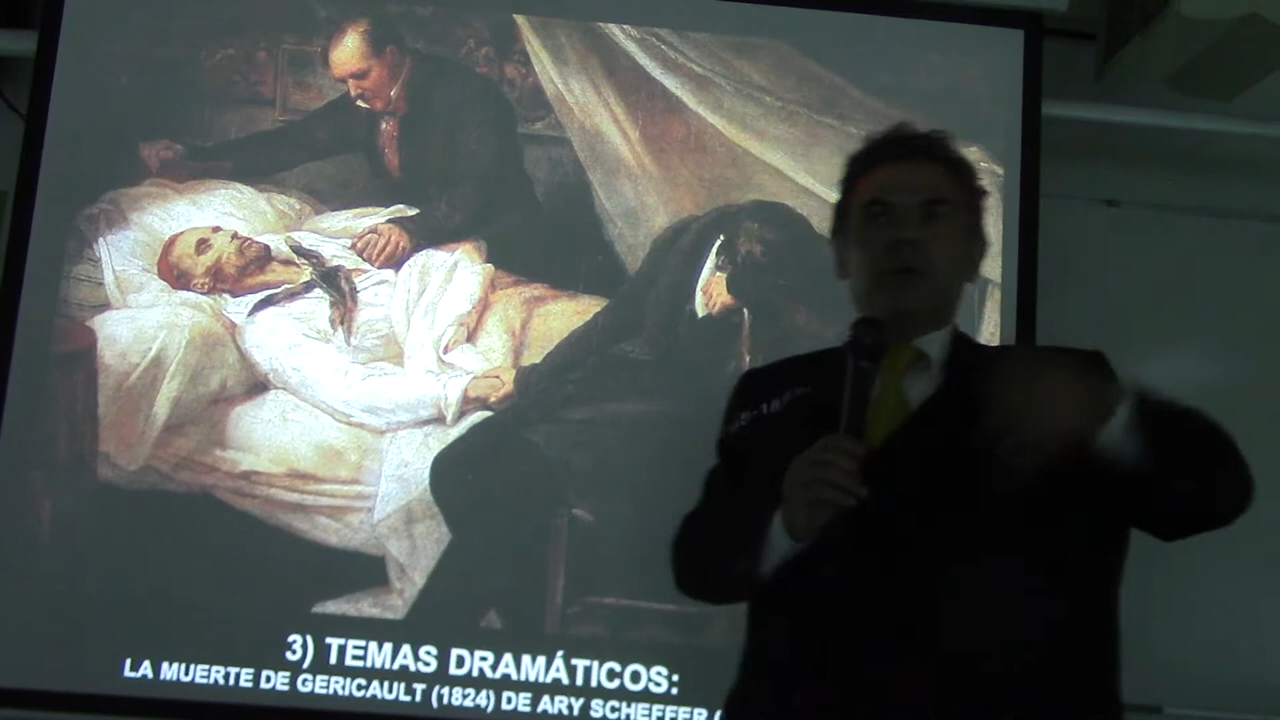 3) TEMAS DRAMÁTICOS:
LA MUERTE DE GERICAULT (1824) DE ARY SCHEFFER (